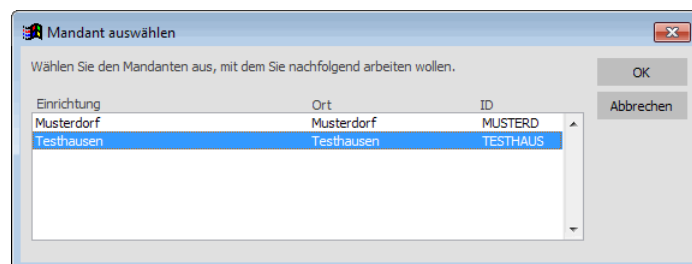 Mandant auswählen
Wählen Sie den Mandanten aus, mit dem Sie nachfolgend arbeiten wollen.
OK
Abbrechen
Einrichtung Ort ID
Musterdorf Musterdorf MUSTERD
Testhausen Testhausen TESTHAUS